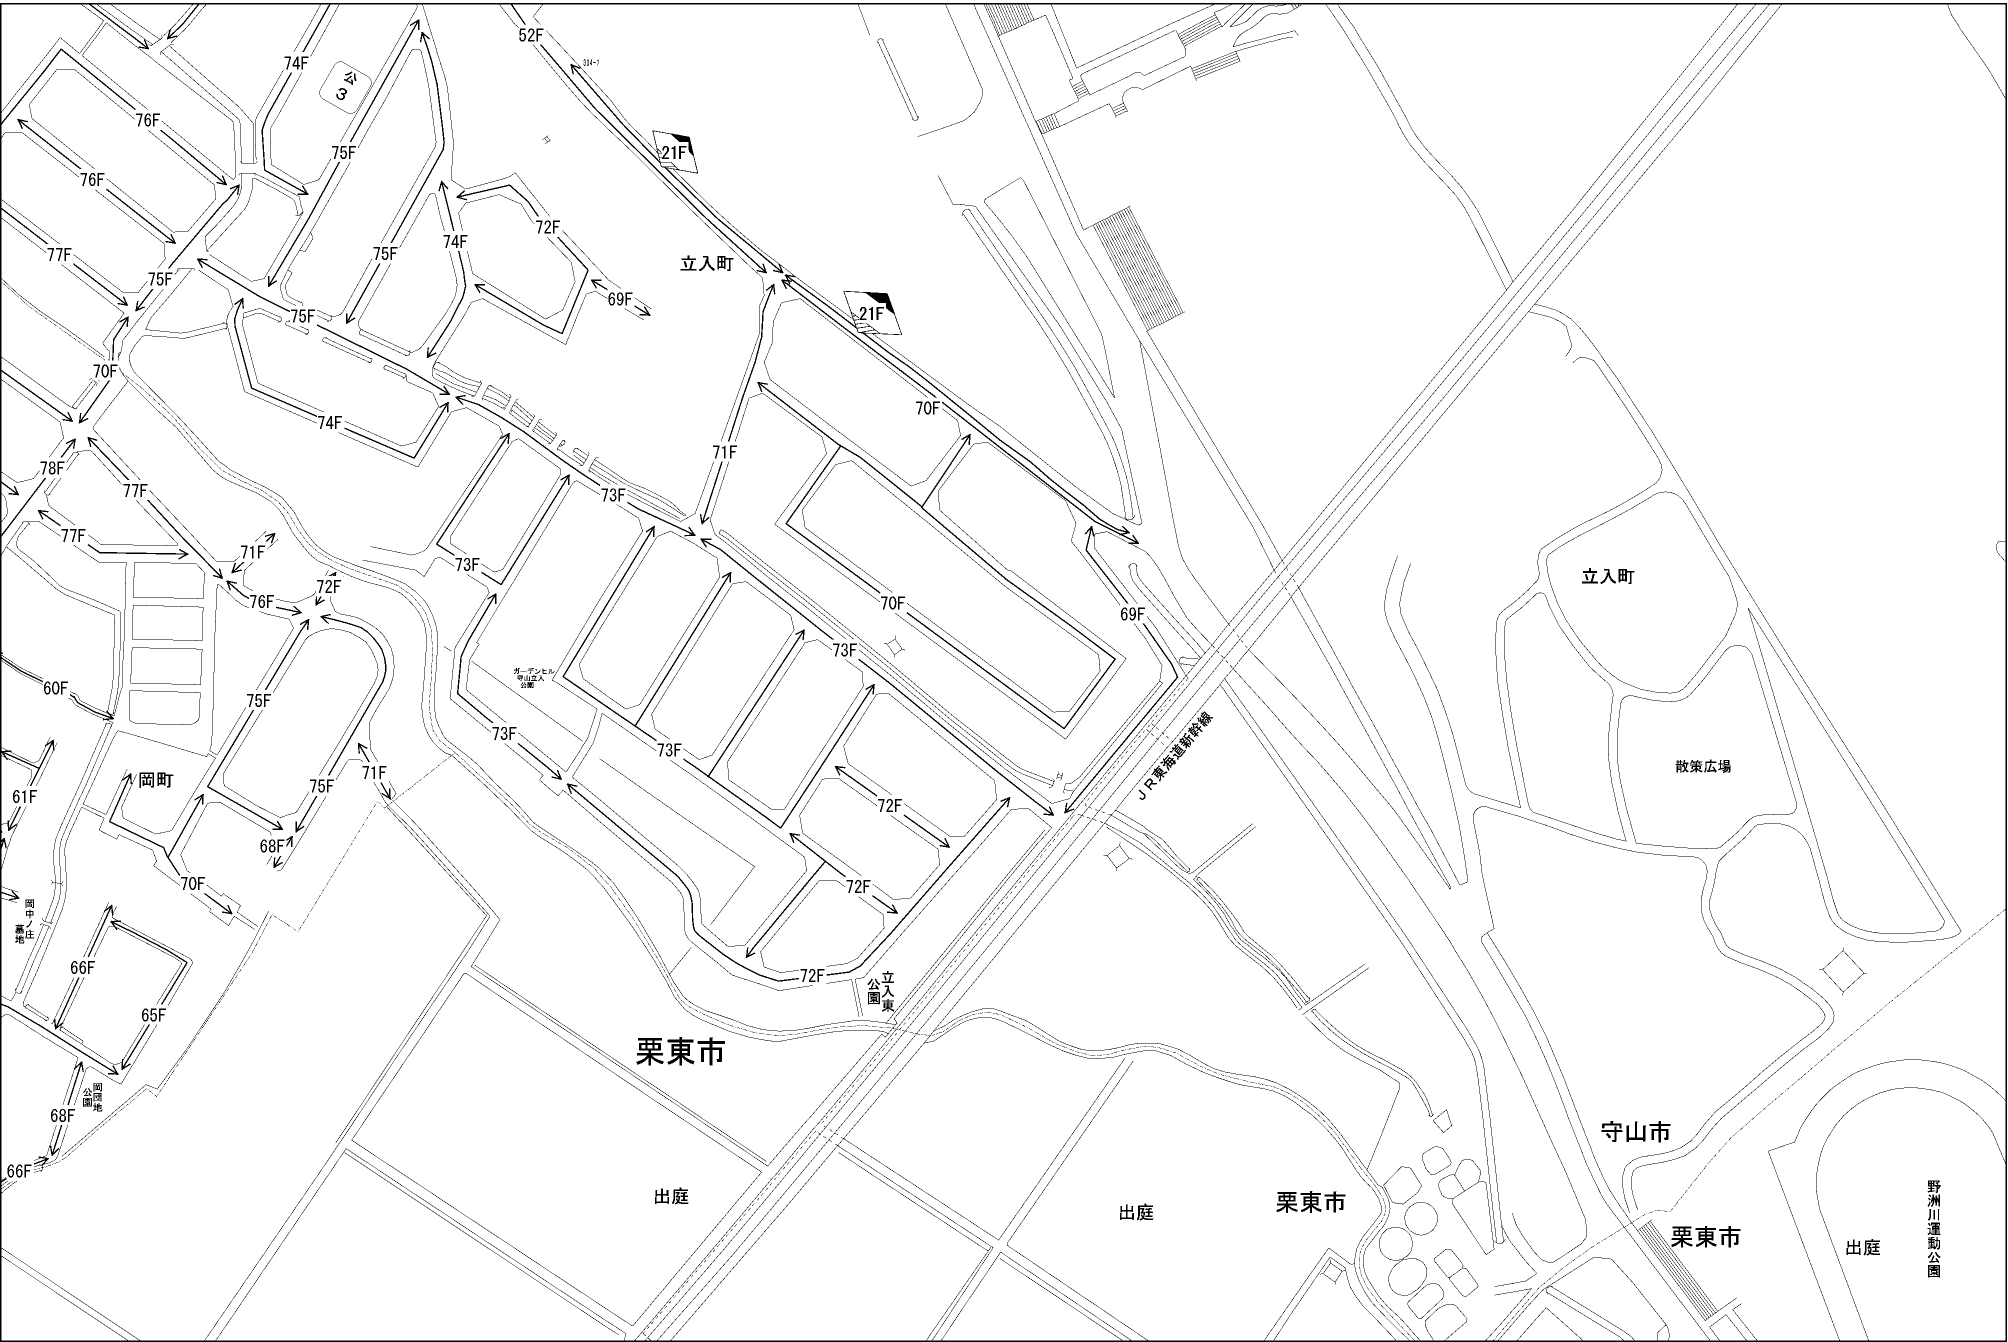 52F
74F
304-7
公
3
76F
75F
21F
76F
72F
77F
74F
75F
立入町
75F
69F
21F
75F
70F
70F
74F
71F
78F
77F
73F
77F
71F
73F
72F
76F
70F
69F
立入町
73F
ガーデンヒル
守山立入
公園
60F
75F
73F
73F
JR東海道新幹線
散策広場
岡町
71F
75F
61F
72F
68F
70F
72F
岡中ノ庄
墓地
66F
72F
立入東
公園
65F
栗東市
岡団地
公園
68F
守山市
66F
出庭
出庭
栗東市
栗東市
出庭
野洲川運動公園